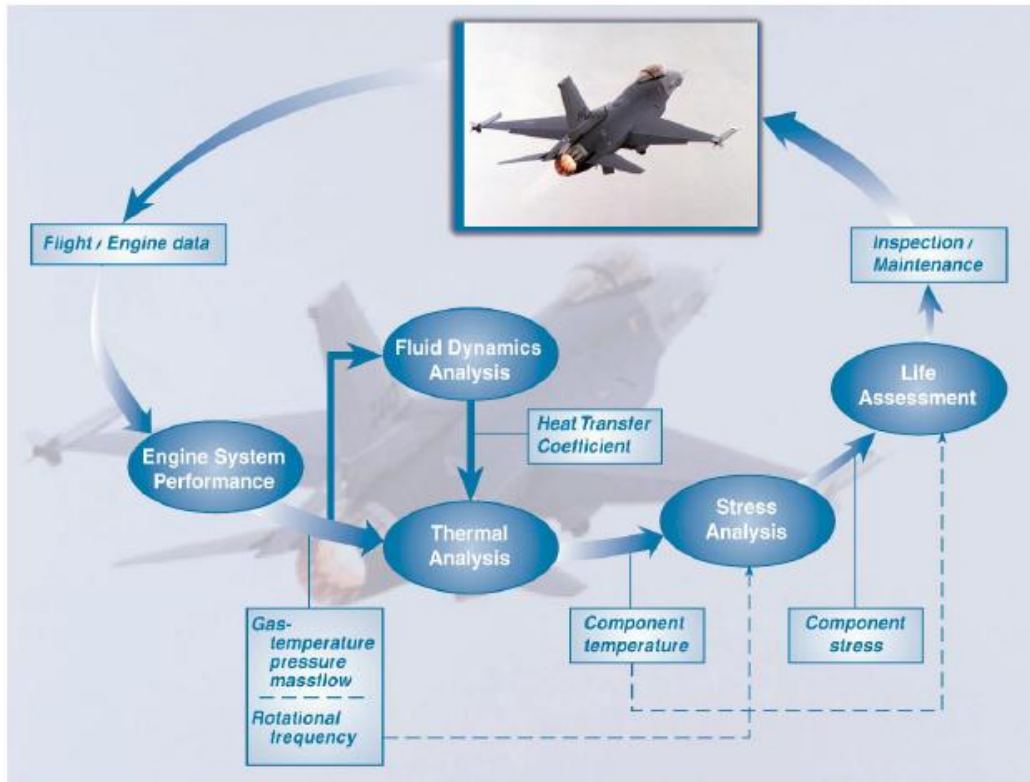 Flight / Engine data
Inspection /
Maintenance
Fluid Dynamics
Analysis
Life
Assessment
Heat Transfer
Coefficient
Engine System
Performance
Stress
Analysis
Thermal
Analysis
Gas-
temperature
pressure
massflow
Rotational
frequency
Component
temperature
Component
stress